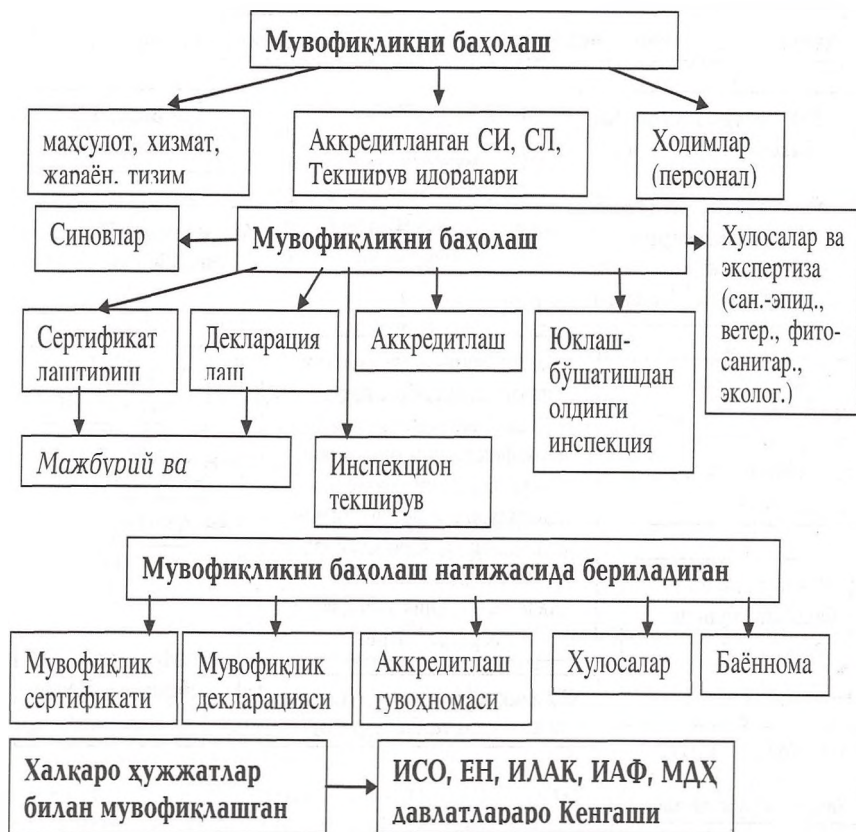 Мувофиқликни баҳолаш
маҳсулот, хизмат,
жараён, тизим
Аккредитланган СИ, СЛ,
Текширув идоралари
Ходимлар
(персонал)
Синовлар
Мувофиқликни баҳолаш
Хулосалар ва
экспертиза
(сан.-эпид.,
ветер., фито-
санитар.,
эколог.)
Сертификат
лаштириш
Декларация
лаш
Аккредитлаш
Юклаш-
бўшатишдан
олдинги
инспекция
Мажбурий ва
Инспекцион
текширув
Мувофиқликни баҳолаш натижасида бериладиган
Мувофиқлик
сертификати
Мувофиқлик
декларацияси
Аккредитлаш
гувоҳномаси
Хулосалар
Баённома
Халқаро ҳужжатлар
билан мувофиқлашган
ИСО, ЕН, ИЛАК, ИАФ, МДҲ
давлатлараро Кенгаши